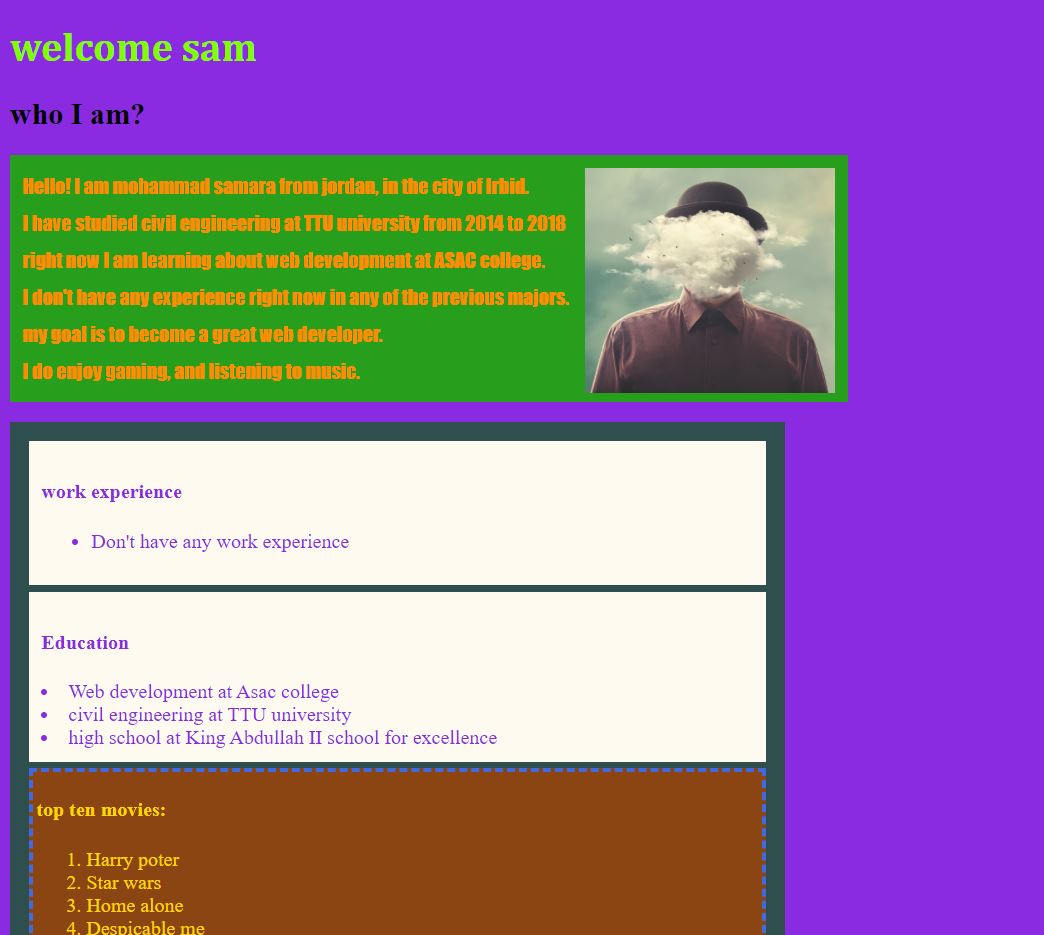 welcome sam
who I am?
Hello! I am mohammad samara from jordan, in the city of Irbid.
I have studied civil engineering at TTU university from 2014 to 2018
right now I am learning about web development at ASAC college.
I don't have any experience right now in any of the previous majors.
my goal is to become a great web developer.
I do enjoy gaming, and listening to music.
work experience
• Don't have any work experience
Education
• Web development at Asac college
• civil engineering at TTU university
• high school at King Abdullah II school for excellence
top ten movies:
1. Harry poter
2. Star wars
3. Home alone
4. Despicable me